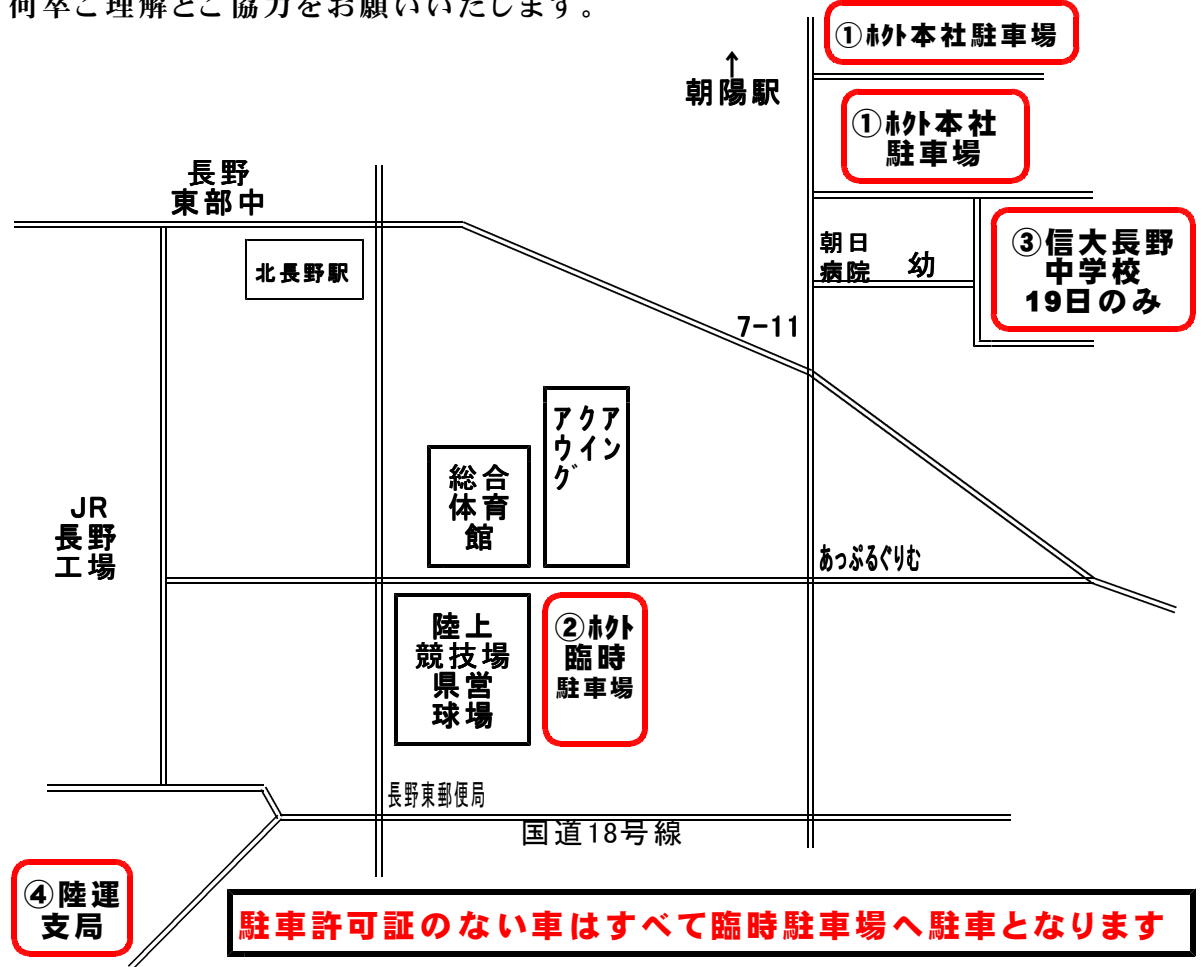 何卒ご理解とご協力をお願いいたします。
①ﾎｸﾄ本社駐車場
↑
朝陽駅
①ﾎｸﾄ本社
駐車場
長野
東部中
北長野駅
朝日
病院
幼
③信大長野
中学校
19日のみ
7-11
アクア
ウイン
グ
総合
体育
館
JR
長野
工場
あっぷるぐりむ
陸上
競技場
県営
球場
②ﾎｸﾄ
臨時
駐車場
長野東郵便局
国道18号線
④陸運
支局
駐車許可証のない車はすべて臨時駐車場へ駐車となります